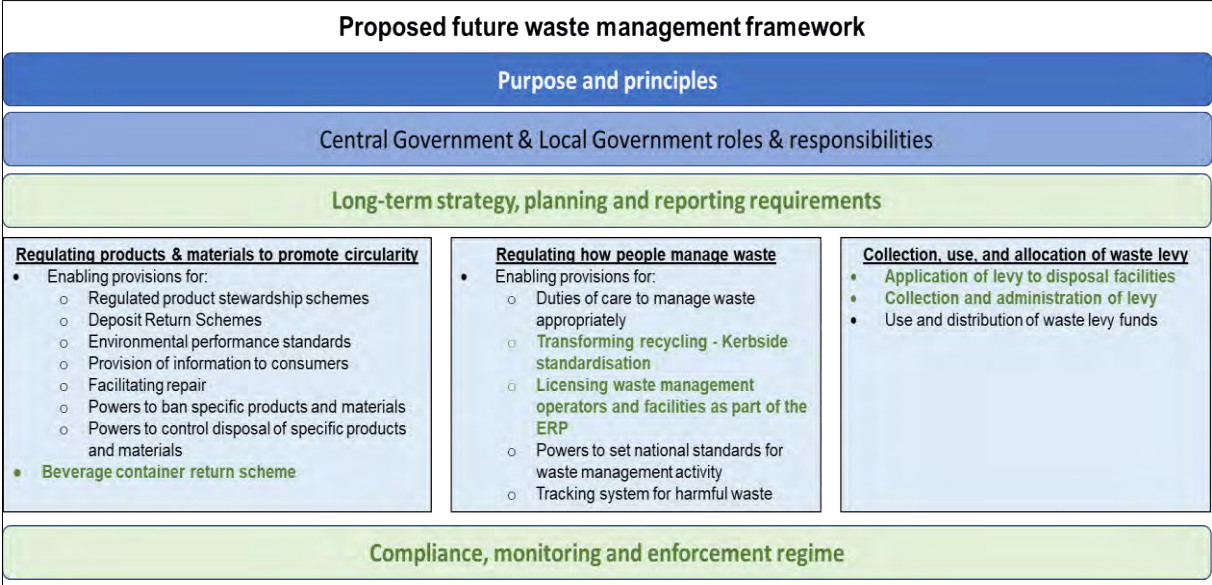 Proposed future waste management framework
Purpose and principles
Central Government & Local Government roles & responsibilities
Long-term strategy, planning and reporting requirements
Regulating products & materials to promote circularity
• Enabling provisions for:
o Regulated product stewardship schemes
o Deposit Return Schemes
o Environmental performance standards
o Provision of information to consumers
o Facilitating repair
o Powers to ban specific products and materials
o Powers to control disposal of specific products
and materials
• Beverage container return scheme
Regulating how people manage waste
• Enabling provisions for:
o Duties of care to manage waste
appropriately
o Transforming recycling - Kerbside
standardisation
o Licensing waste management
operators and facilities as part of the
ERP
o Powers to set national standards for
waste management activity
o Tracking system for harmful waste
Collection, use, and allocation of waste levy
• Application of levy to disposal facilities
• Collection and administration of levy
• Use and distribution of waste levy funds
Compliance, monitoring and enforcement regime